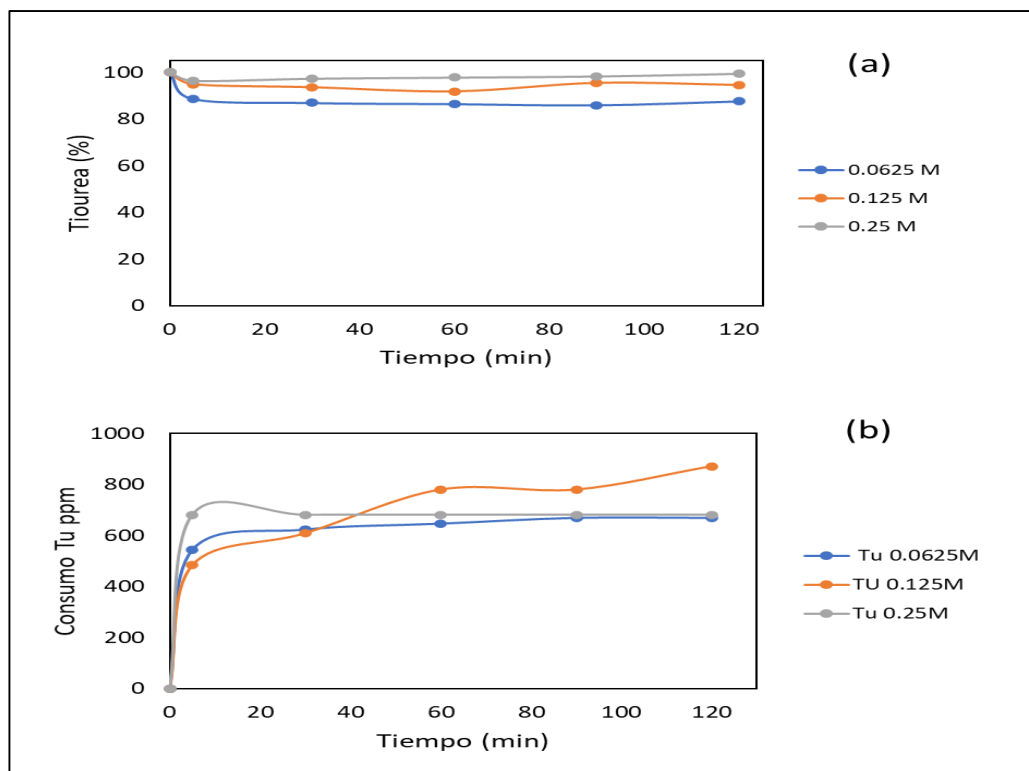 (a)
100
80
60
40
20
0
Tiourea (%)
0 20 40 60 80 100 120
Tiempo (min)
0.0625 M
0.125 M
0.25 M
(b)
1000
800
600
400
200
0
Consumo Tu ppm
0 20 40 60 80 100 120
Tiempo (min)
Tu 0.0625M
TU 0.125M
Tu 0.25M